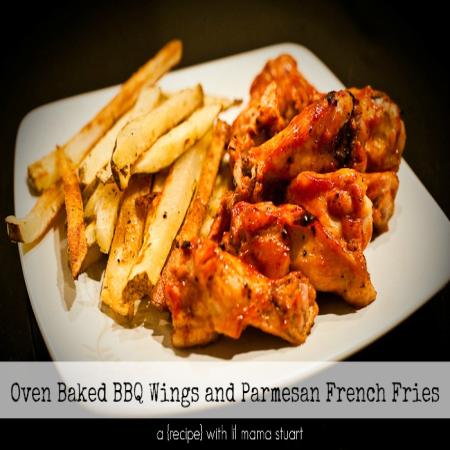 Oven Baked BBQ Wings and Parmesan French Fries
a {recipe} with lil mama stuart